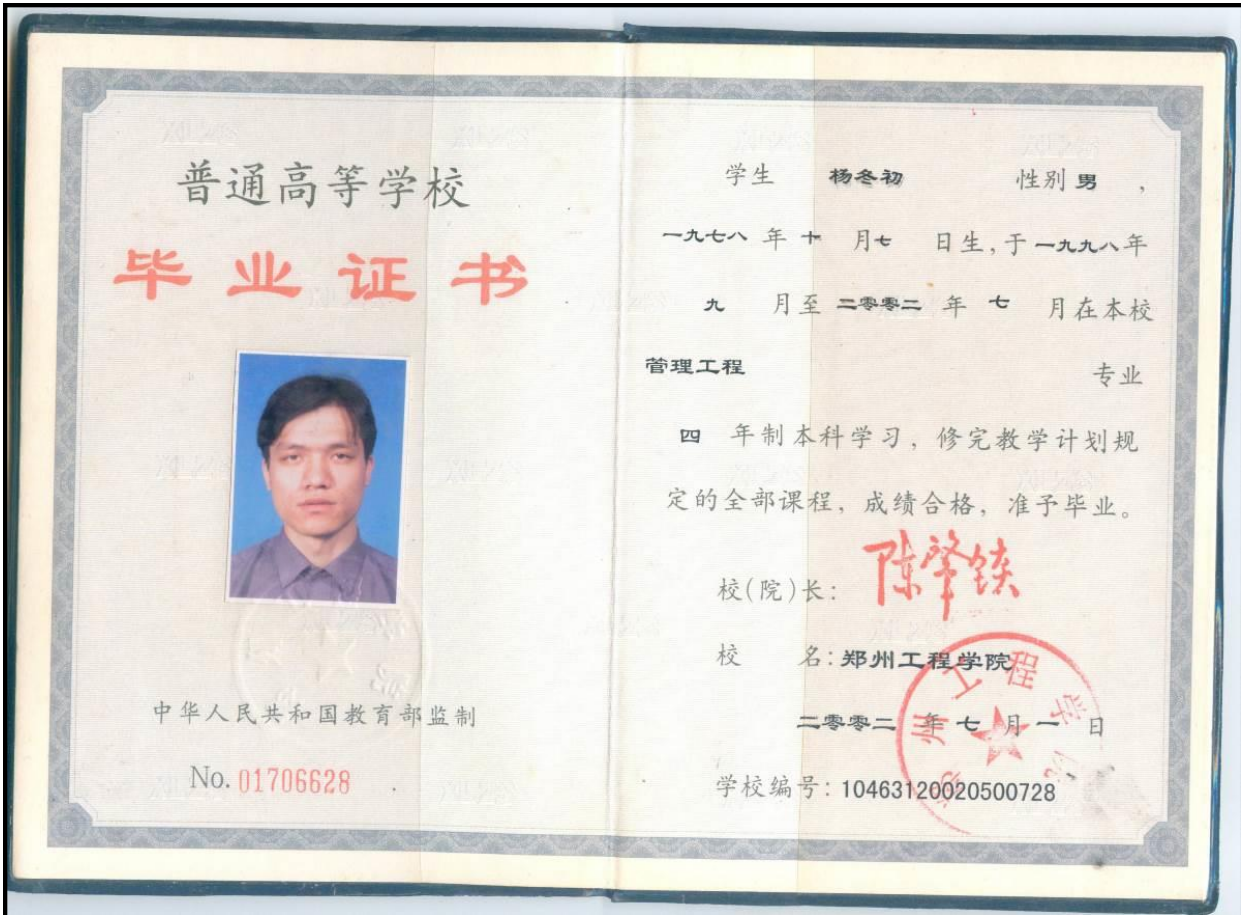 普通高等学校
毕业证书
中华人民共和国教育部监制
No. 01706628
学生 杨冬初 性别 男，
一九七八 年 十 月 七 日生，于 一九九八 年
九 月至 二零零二 年 七 月在本校
管理工程 专业
四 年制本科学习，修完教学计划规
定的全部课程，成绩合格，准予毕业。
校(院)长：
校 名：郑州工程学院
二零零二 年 七 月 一 日
学校编号：10463120020500728
州工程学院